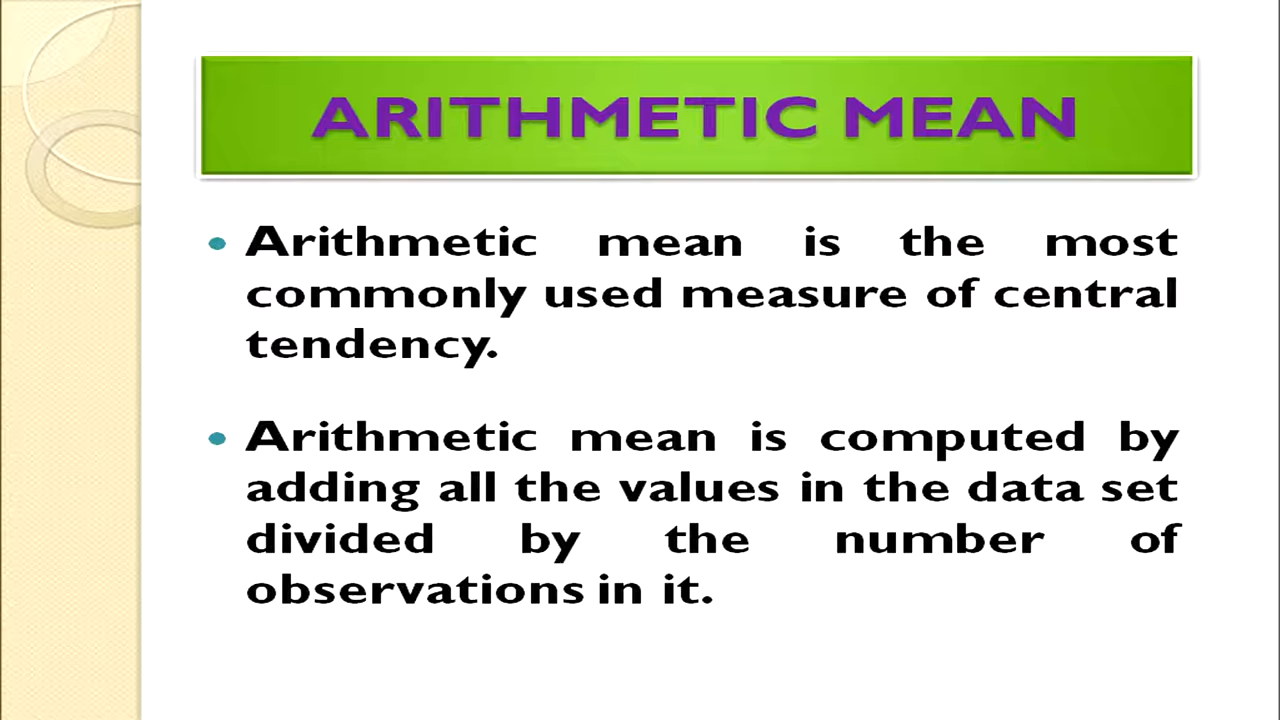 ARITHMETIC MEAN
• Arithmetic mean is the most
commonly used measure of central
tendency.
• Arithmetic mean is computed by
adding all the values in the data set
divided by the number of
observations in it.